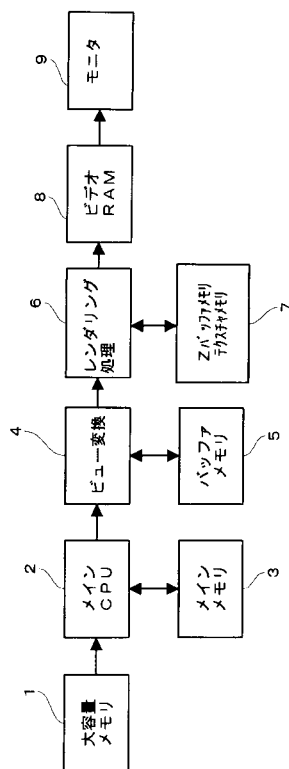 1
大容量
メモリ
2
メイン
CPU
3
メイン
メモリ
4
ビュー変換
5
バッファ
メモリ
6
レンダリング
処理
7
Zバッファメモリ
テクスチャメモリ
8
ビデオ
RAM
9
モニタ